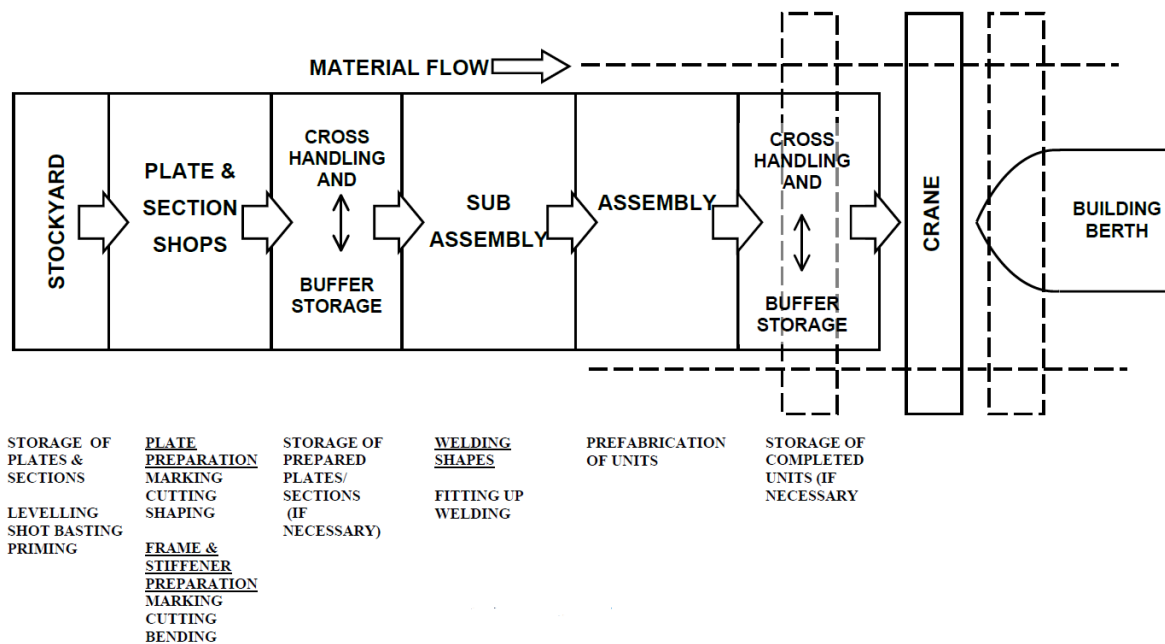 MATERIAL FLOW
STOCKYARD
PLATE &
SECTION
SHOPS
CROSS
HANDLING
AND
BUFFER
STORAGE
SUB
ASSEMBLY
ASSEMBLY
CROSS
HANDLING
AND
BUFFER
STORAGE
CRANE
BUILDING
BERTH
STORAGE OF
PLATES &
SECTIONS
LEVELLING
SHOT BASTING
PRIMING
PLATE
PREPARATION
MARKING
CUTTING
SHAPING
FRAME &
STIFFENER
PREPARATION
MARKING
CUTTING
BENDING
STORAGE OF
PREPARED
PLATES/
SECTIONS
(IF
NECESSARY)
WELDING
SHAPES
FITTING UP
WELDING
PREFABRICATION
OF UNITS
STORAGE OF
COMPLETED
UNITS (IF
NECESSARY